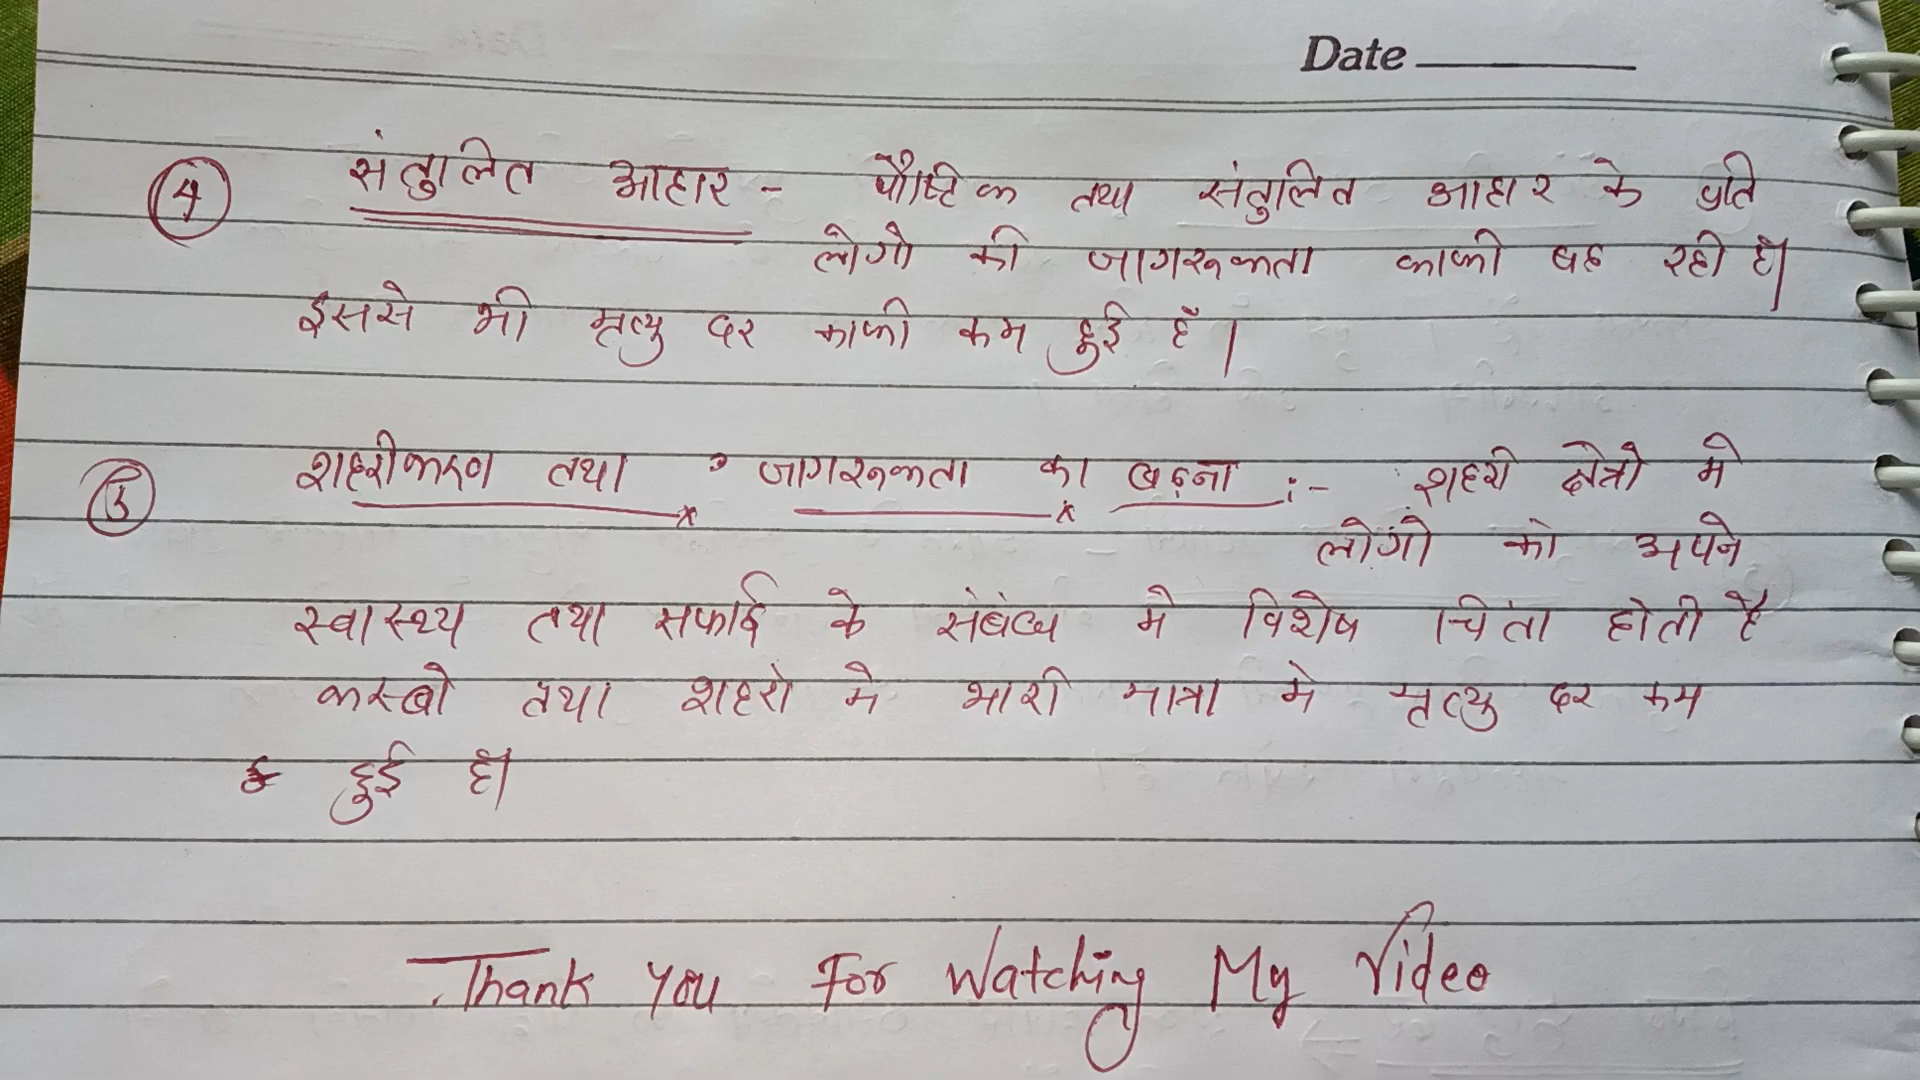 Date
④ संतुलित आहार - पौष्टिक तथा संतुलित आहार के प्रति
लोगो की जागरूकता काफी बढ रही है।
इससे भी मृत्यु दर काफी कम हुई है।
⑤ शहरीकरण तथा जागरूकता का बढ़ना :- शहरी क्षेत्रो मे
लोगो को अपने
स्वास्थ्य तथा सफाई के संबंध मे विशेष चिंता होती है
कस्बो तथा शहरो मे भारी मात्रा मे मृत्यु दर कम
हुई है।
Thank You For Watching My Video